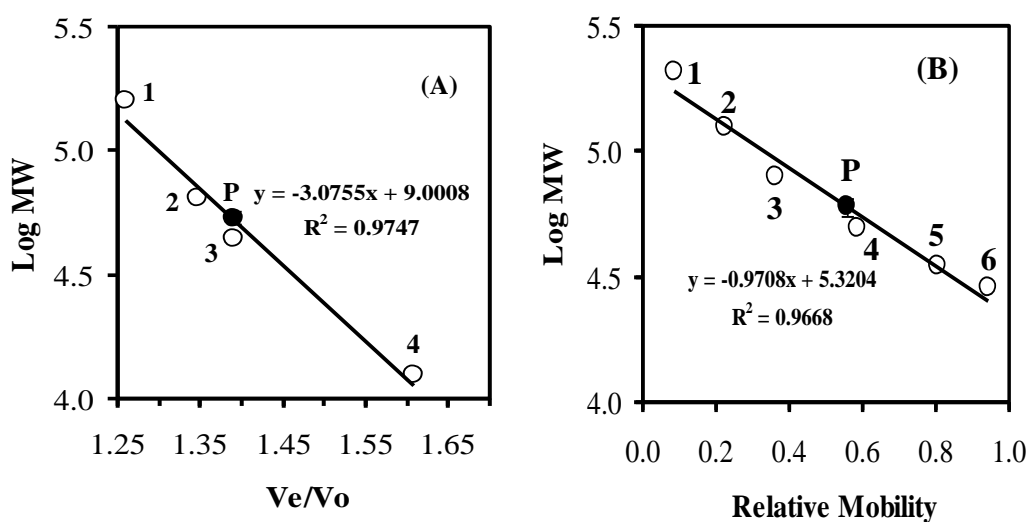 5.5
5.0
4.5
4.0
Log MW
(A)
1
2
P
3
4
y = -3.0755x + 9.0008
R² = 0.9747
1.25 1.35 1.45 1.55 1.65
Ve/Vo
5.5
5.0
4.5
4.0
Log MW
(B)
1
2
3
P
4
5
6
y = -0.9708x + 5.3204
R² = 0.9668
0.0 0.2 0.4 0.6 0.8 1.0
Relative Mobility